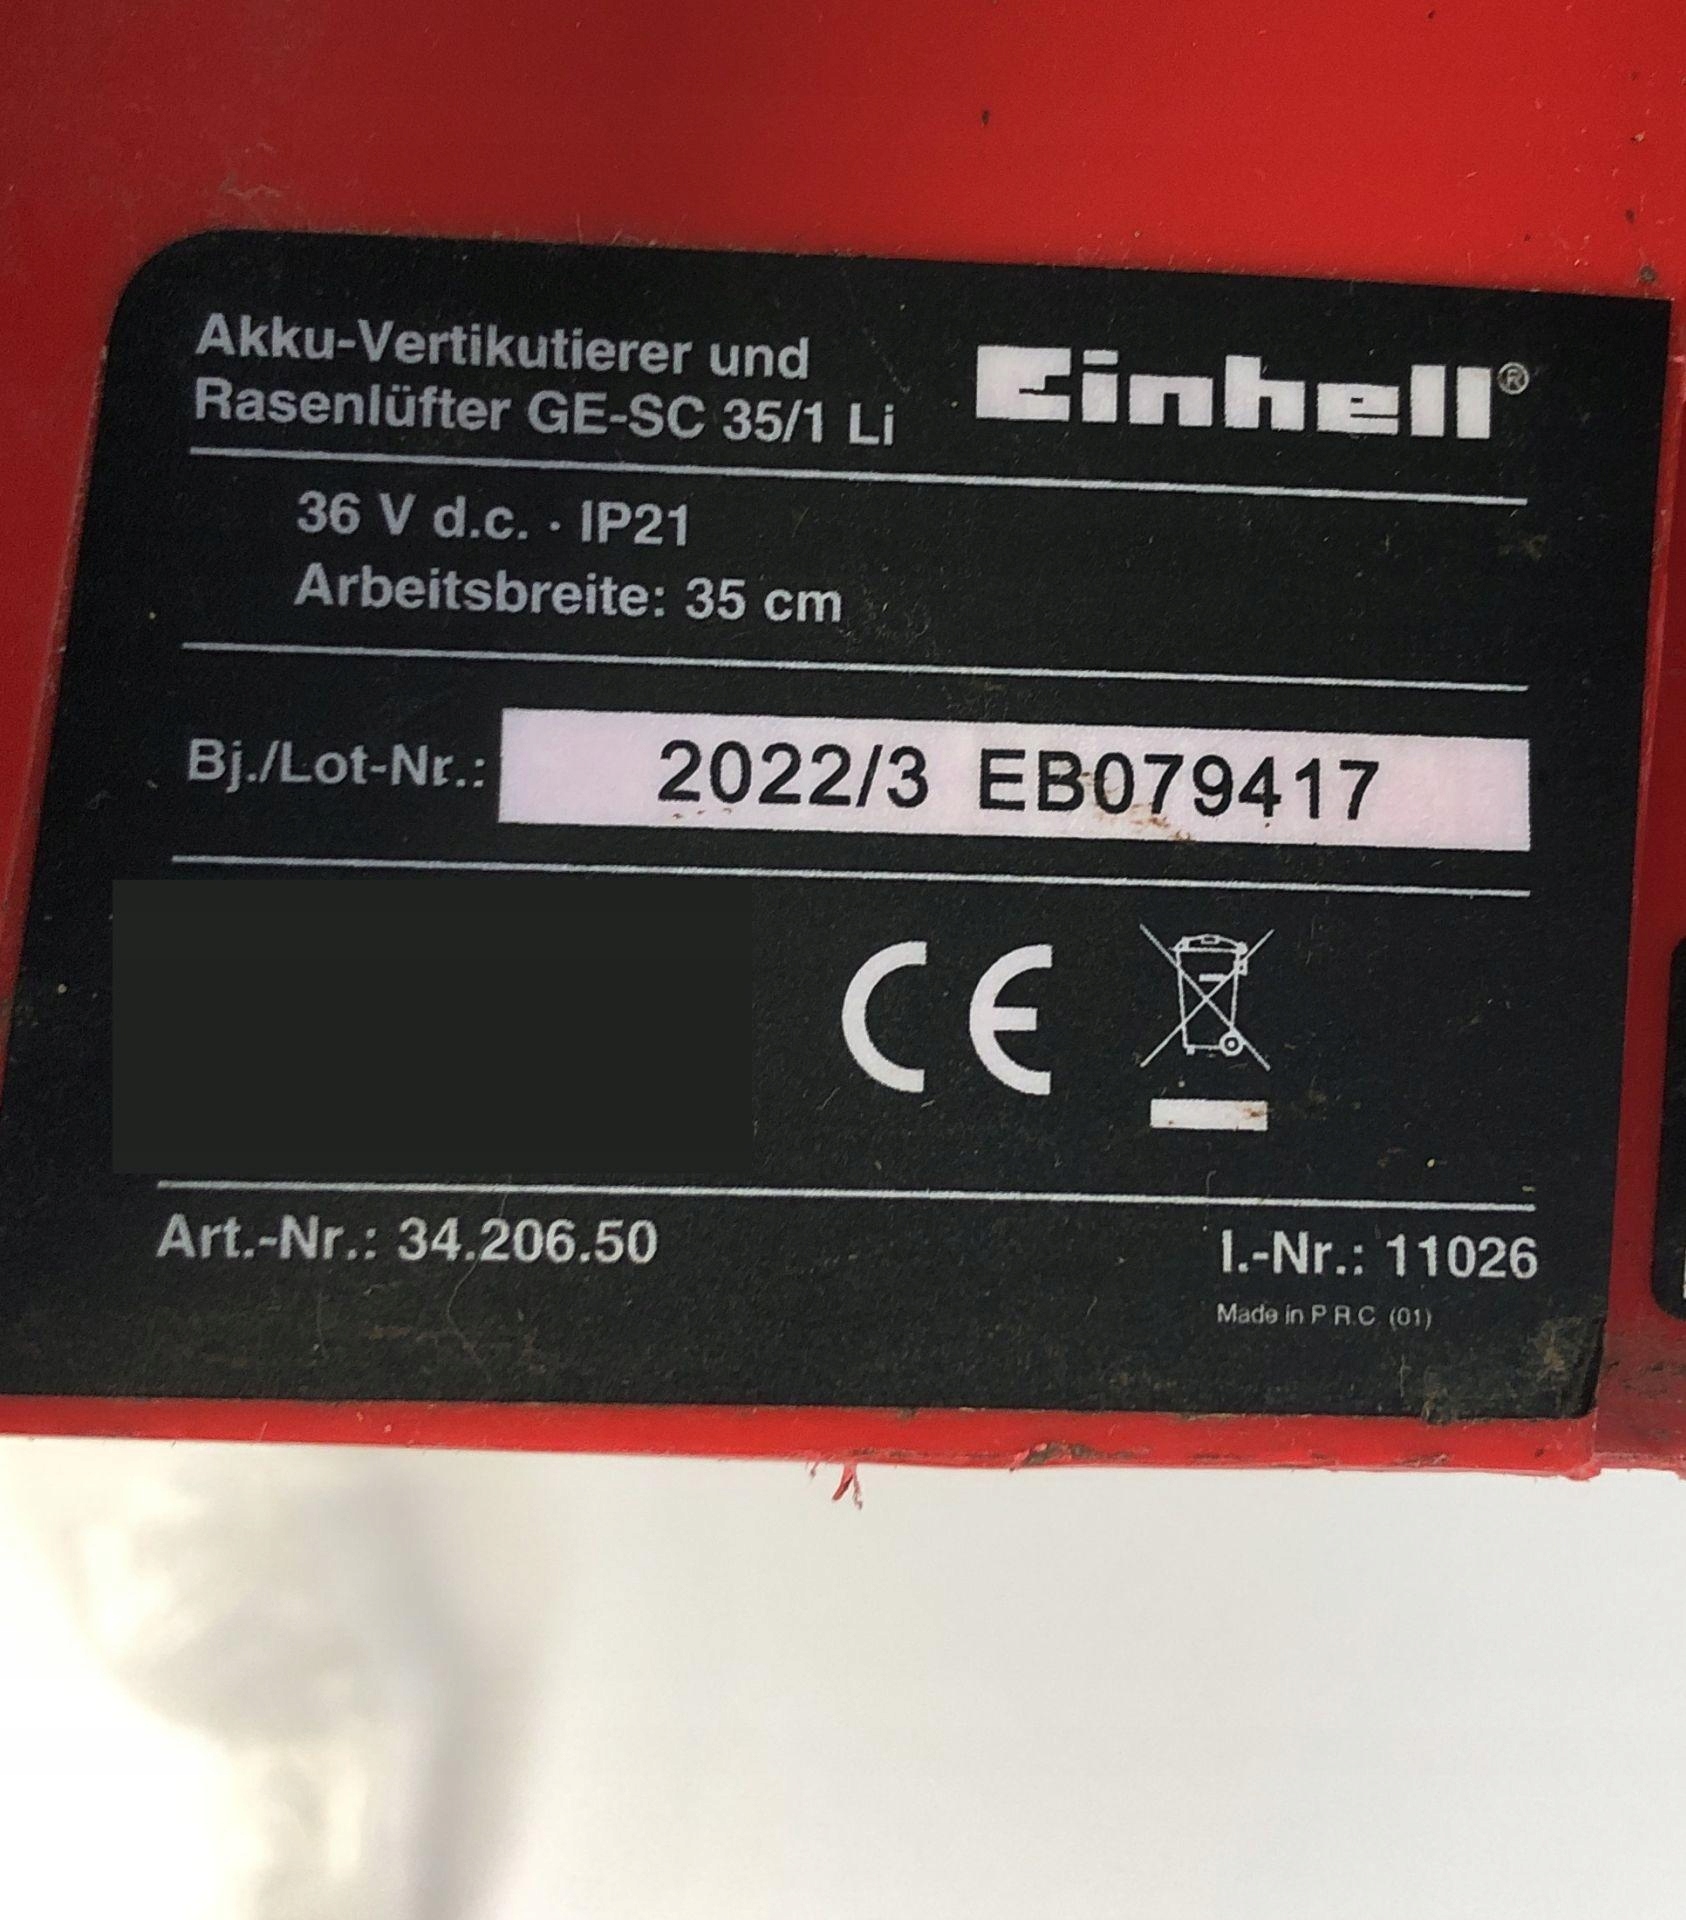 Akku-Vertikutierer und
Rasenlüfter GE-SC 35/1 Li
Einhell®
36 V d.c. · IP21
Arbeitsbreite: 35 cm
Bj./Lot-Nr.: 2022/3 EB079417
CE
Art.-Nr.: 34.206.50
I.-Nr.: 11026
Made in P.R.C (01)